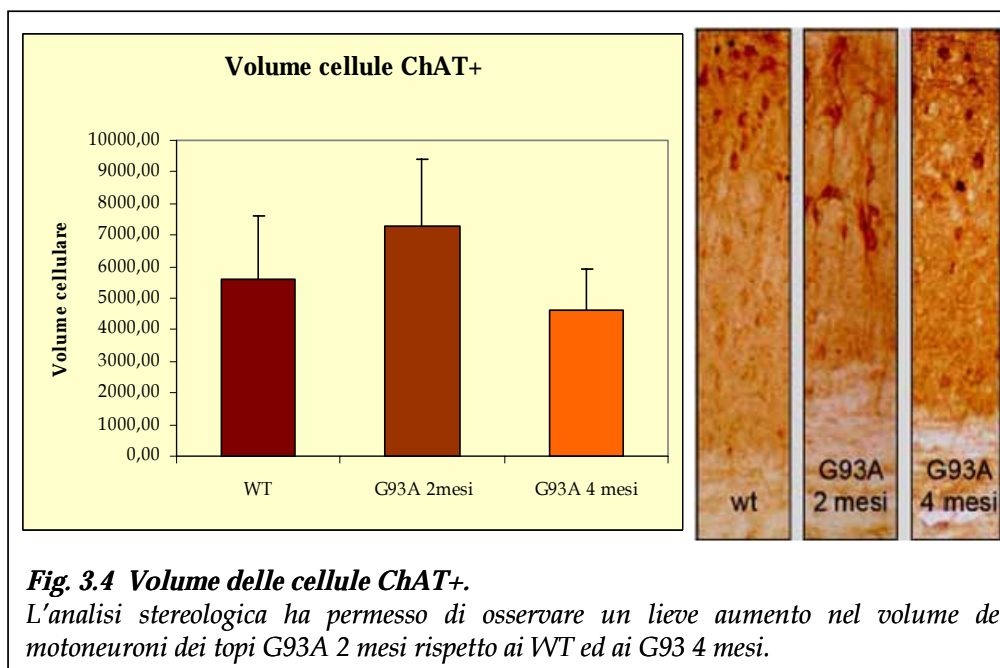 Volume cellule ChAT+
Volume cellulare
10000,00
9000,00
8000,00
7000,00
6000,00
5000,00
4000,00
3000,00
2000,00
1000,00
0,00
WT
G93A 2mesi
G93A 4 mesi
wt
G93A
2 mesi
G93A
4 mesi
Fig. 3.4 Volume delle cellule ChAT+.
L'analisi stereologica ha permesso di osservare un lieve aumento nel volume de
motoneuroni dei topi G93A 2 mesi rispetto ai WT ed ai G93 4 mesi.